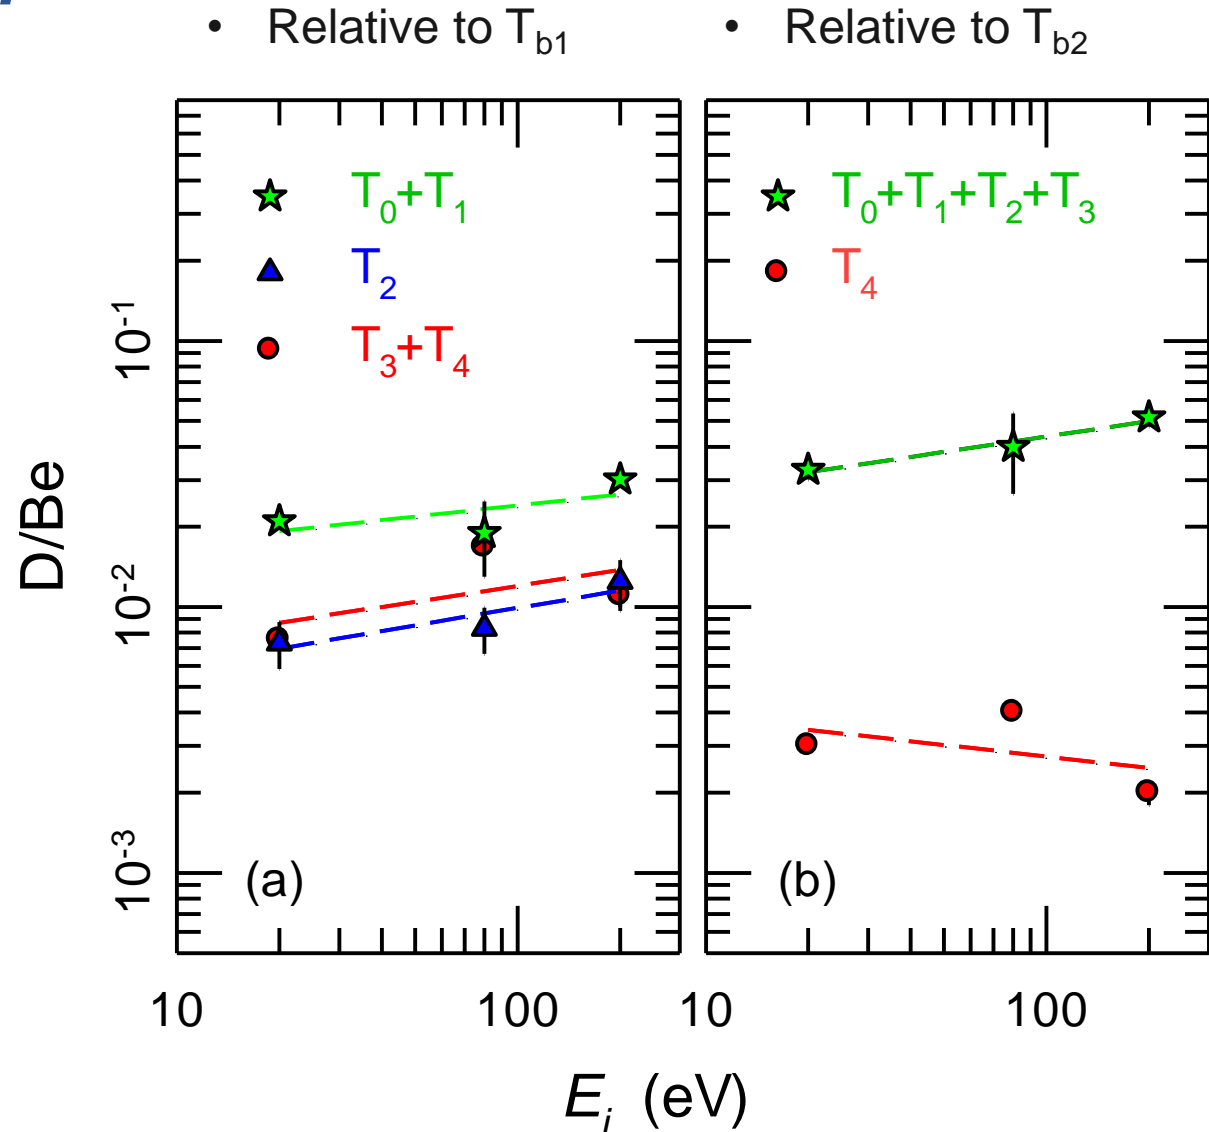 • Relative to T_b1
• Relative to T_b2
T_0+T_1
T_2
T_3+T_4
T_0+T_1+T_2+T_3
T_4
D/Be
10^-1
10^-2
10^-3
(a)
(b)
10
100
10
100
E_i (eV)